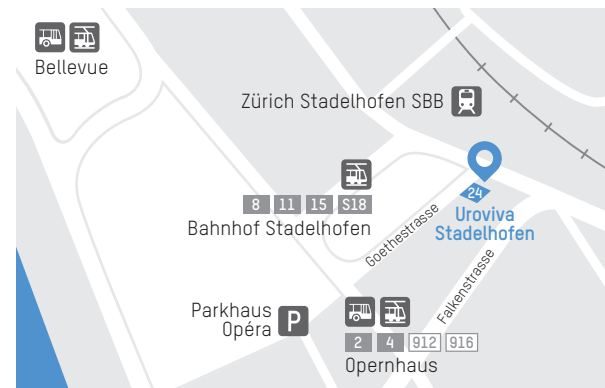 Bellevue
Zürich Stadelhofen SBB
8 11 15 S18
Bahnhof Stadelhofen
24
Uroviva
Stadelhofen
Goethestrasse
Falkenstrasse
Parkhaus
Opéra
P
2 4 912 916
Opernhaus